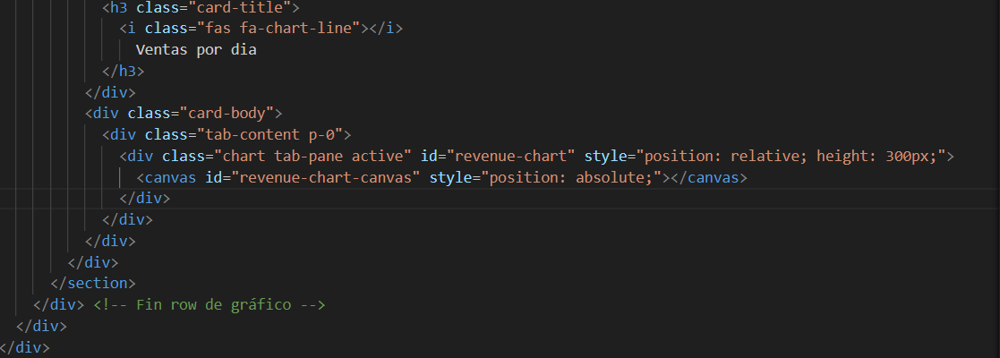 <h3 class="card-title">
<i class="fas fa-chart-line"></i>
Ventas por dia
</h3>
</div>
<div class="card-body">
<div class="tab-content p-0">
<div class="chart tab-pane active" id="revenue-chart" style="position: relative; height: 300px;">
<canvas id="revenue-chart-canvas" style="position: absolute;"></canvas>
</div>
</div>
</div>
</div>
</section>
</div> <!-- Fin row de gráfico -->
</div>
</div>